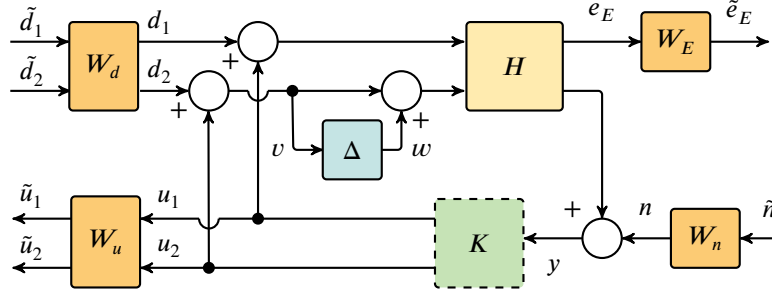 d̃₁ d₁ e_E ẽ_E
W_d + H W_E
d̃₂ d₂
+ +
v Δ w
ũ₁ u₁ + n ñ
W_u K W_n
ũ₂ u₂ y